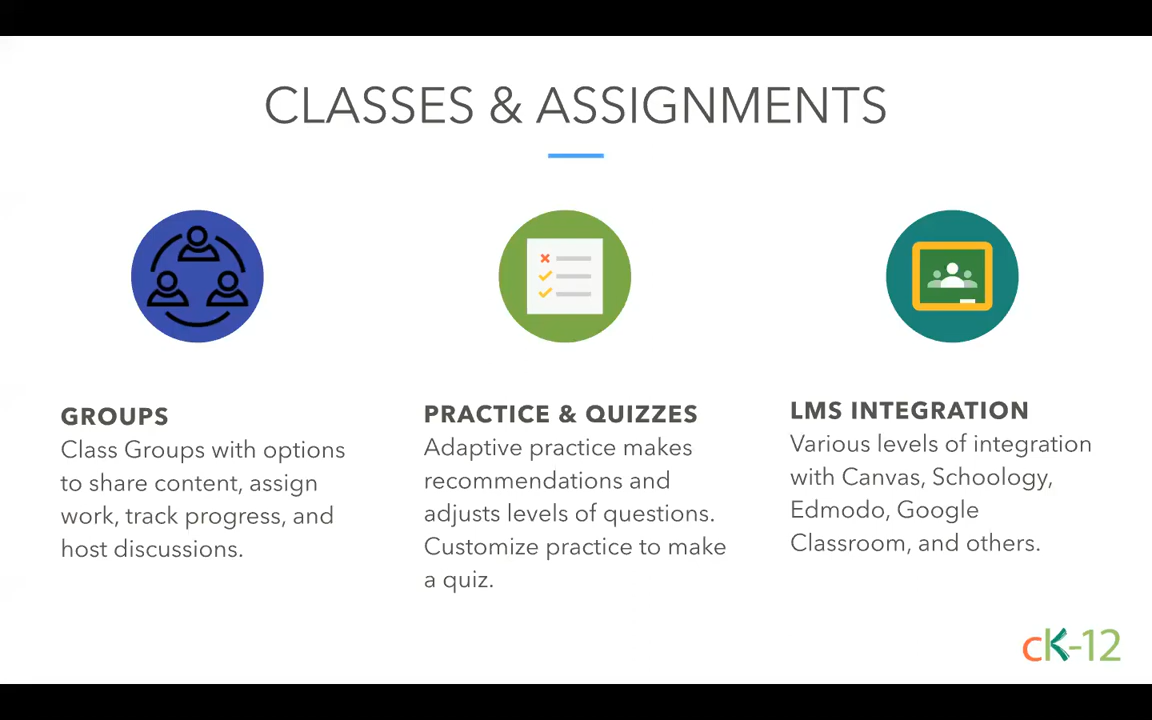 CLASSES & ASSIGNMENTS
GROUPS
Class Groups with options
to share content, assign
work, track progress, and
host discussions.
PRACTICE & QUIZZES
Adaptive practice makes
recommendations and
adjusts levels of questions.
Customize practice to make
a quiz.
LMS INTEGRATION
Various levels of integration
with Canvas, Schoology,
Edmodo, Google
Classroom, and others.
cK-12